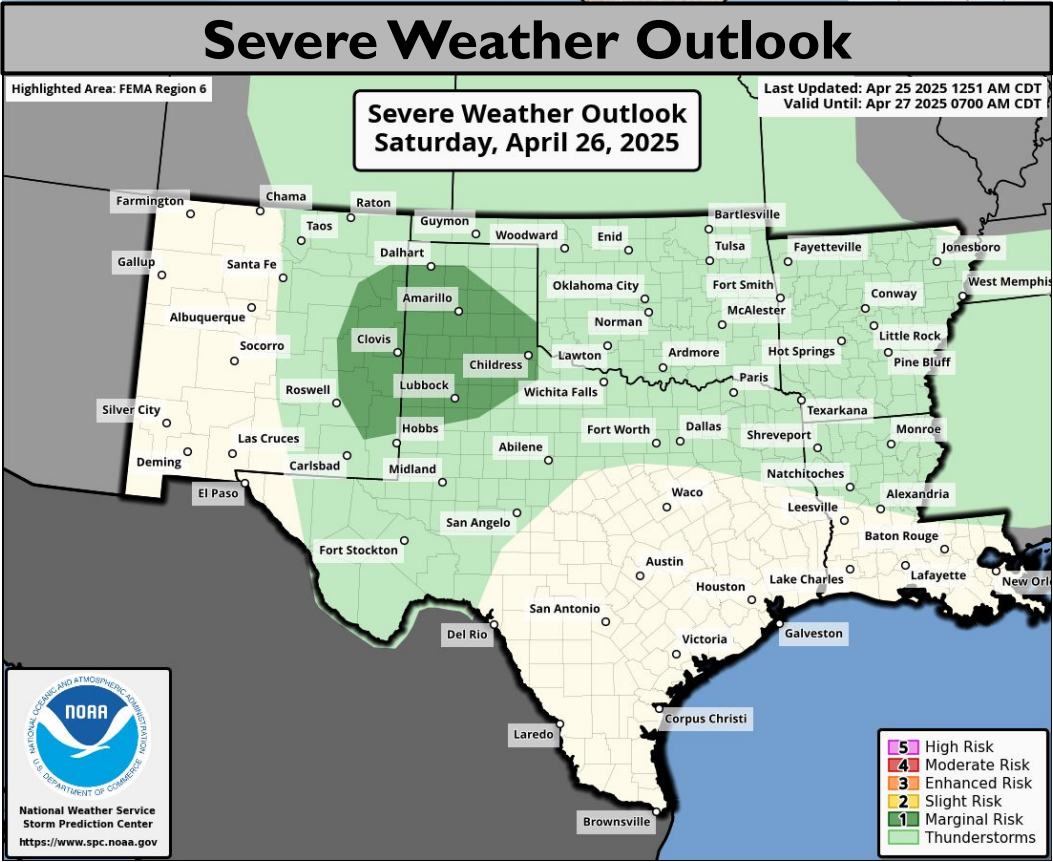 Severe Weather Outlook
Highlighted Area: FEMA Region 6
Last Updated: Apr 25 2025 1251 AM CDT
Valid Until: Apr 27 2025 0700 AM CDT
Severe Weather Outlook
Saturday, April 26, 2025
Farmington
Chama
Raton
Taos
Guymon
Woodward
Enid
Bartlesville
Tulsa
Fayetteville
Jonesboro
Gallup
Santa Fe
Dalhart
Oklahoma City
Fort Smith
Conway
West Memphis
Albuquerque
Amarillo
Norman
McAlester
Little Rock
Socorro
Clovis
Childress
Lawton
Ardmore
Hot Springs
Pine Bluff
Roswell
Lubbock
Wichita Falls
Paris
Texarkana
Silver City
Las Cruces
Hobbs
Abilene
Fort Worth
Dallas
Shreveport
Monroe
Deming
Carlsbad
Midland
Natchitoches
El Paso
Waco
Alexandria
San Angelo
Leesville
Fort Stockton
Baton Rouge
Austin
Houston
Lake Charles
Lafayette
New Orl
San Antonio
Del Rio
Victoria
Galveston
Laredo
Corpus Christi
Brownsville
NATIONAL OCEANIC AND ATMOSPHERIC ADMINISTRATION
NOAA
U.S. DEPARTMENT OF COMMERCE
National Weather Service
Storm Prediction Center
https://www.spc.noaa.gov
5 High Risk
4 Moderate Risk
3 Enhanced Risk
2 Slight Risk
1 Marginal Risk
Thunderstorms